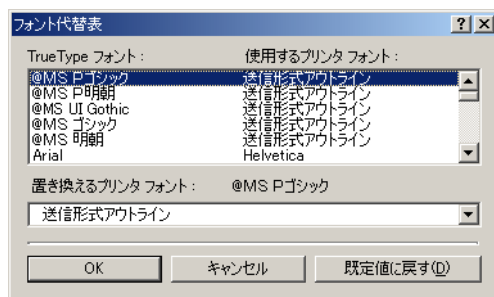 フォント代替表
TrueType フォント： 使用するプリンタ フォント：
@MS Pゴシック 送信形式アウトライン
@MS P明朝 送信形式アウトライン
@MS UI Gothic 送信形式アウトライン
@MS ゴシック 送信形式アウトライン
@MS 明朝 送信形式アウトライン
Arial Helvetica
置き換えるプリンタ フォント： @MS Pゴシック
送信形式アウトライン
OK キャンセル 既定値に戻す(D)